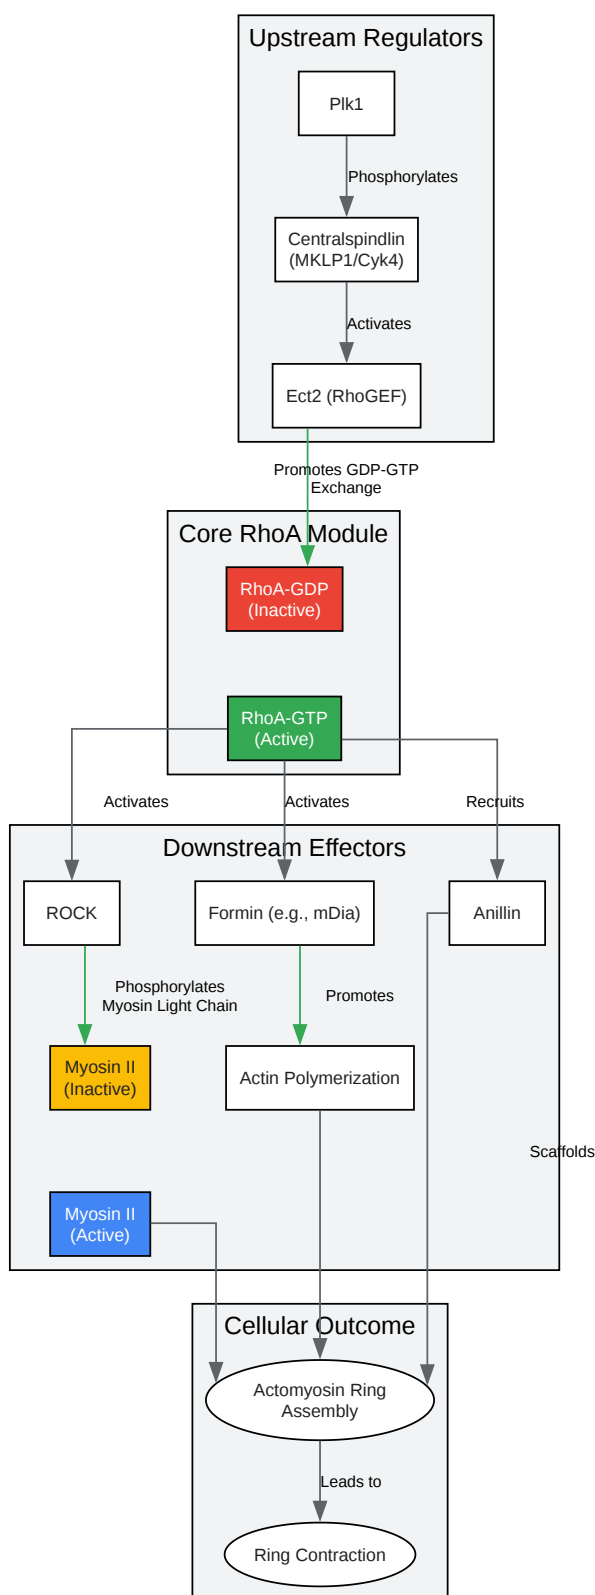 Upstream Regulators
Plk1
Phosphorylates
Centralspindlin
(MKLP1/Cyk4)
Activates
Ect2 (RhoGEF)
Promotes GDP-GTP
Exchange
Core RhoA Module
RhoA-GDP
(Inactive)
RhoA-GTP
(Active)
Activates
Activates
Recruits
Downstream Effectors
ROCK
Formin (e.g., mDia)
Anillin
Phosphorylates
Myosin Light Chain
Promotes
Myosin II
(Inactive)
Actin Polymerization
Scaffolds
Myosin II
(Active)
Cellular Outcome
Actomyosin Ring
Assembly
Leads to
Ring Contraction